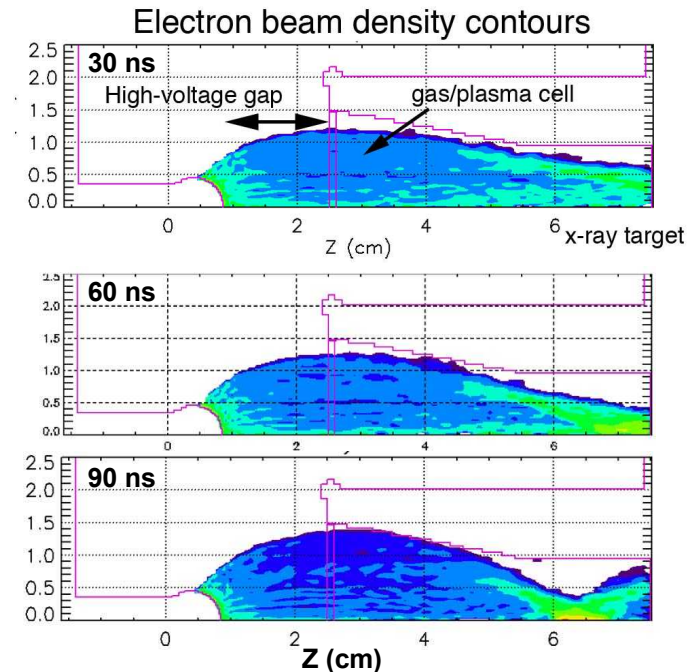 Electron beam density contours
30 ns
2.5
2.0
High-voltage gap
gas/plasma cell
1.5
1.0
0.5
0.0
0 2 4 6
Z (cm)
x-ray target
60 ns
2.5
2.0
1.5
1.0
0.5
0.0
0 2 4 6
90 ns
2.5
2.0
1.5
1.0
0.5
0.0
0 2 4 6
Z (cm)